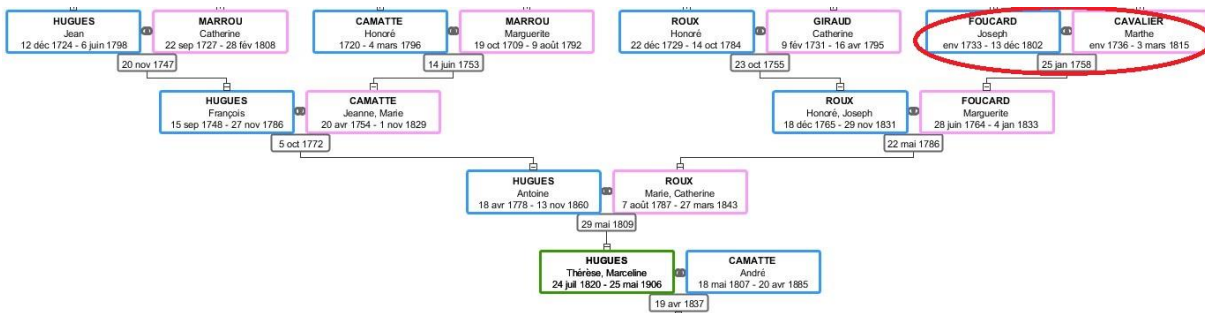 HUGUES
Jean
12 déc 1724 - 6 juin 1798
MARROU
Catherine
22 sep 1727 - 28 fév 1808
20 nov 1747
CAMATTE
Honoré
1720 - 4 mars 1796
MARROU
Marguerite
19 oct 1709 - 9 août 1792
14 juin 1753
ROUX
Honoré
22 déc 1729 - 14 oct 1784
GIRAUD
Catherine
9 fév 1731 - 16 avr 1795
23 oct 1755
FOUCARD
Joseph
env 1733 - 13 déc 1802
CAVALIER
Marthe
env 1736 - 3 mars 1815
25 jan 1758
HUGUES
François
15 sep 1748 - 27 nov 1786
CAMATTE
Jeanne, Marie
20 avr 1754 - 1 nov 1829
5 oct 1772
ROUX
Honoré, Joseph
18 déc 1765 - 29 nov 1831
FOUCARD
Marguerite
28 juin 1764 - 4 jan 1833
22 mai 1786
HUGUES
Antoine
18 avr 1778 - 13 nov 1860
ROUX
Marie, Catherine
7 août 1787 - 27 mars 1843
29 mai 1809
HUGUES
Thérèse, Marceline
24 juil 1820 - 25 mai 1906
CAMATTE
André
18 mai 1807 - 20 avr 1885
19 avr 1837